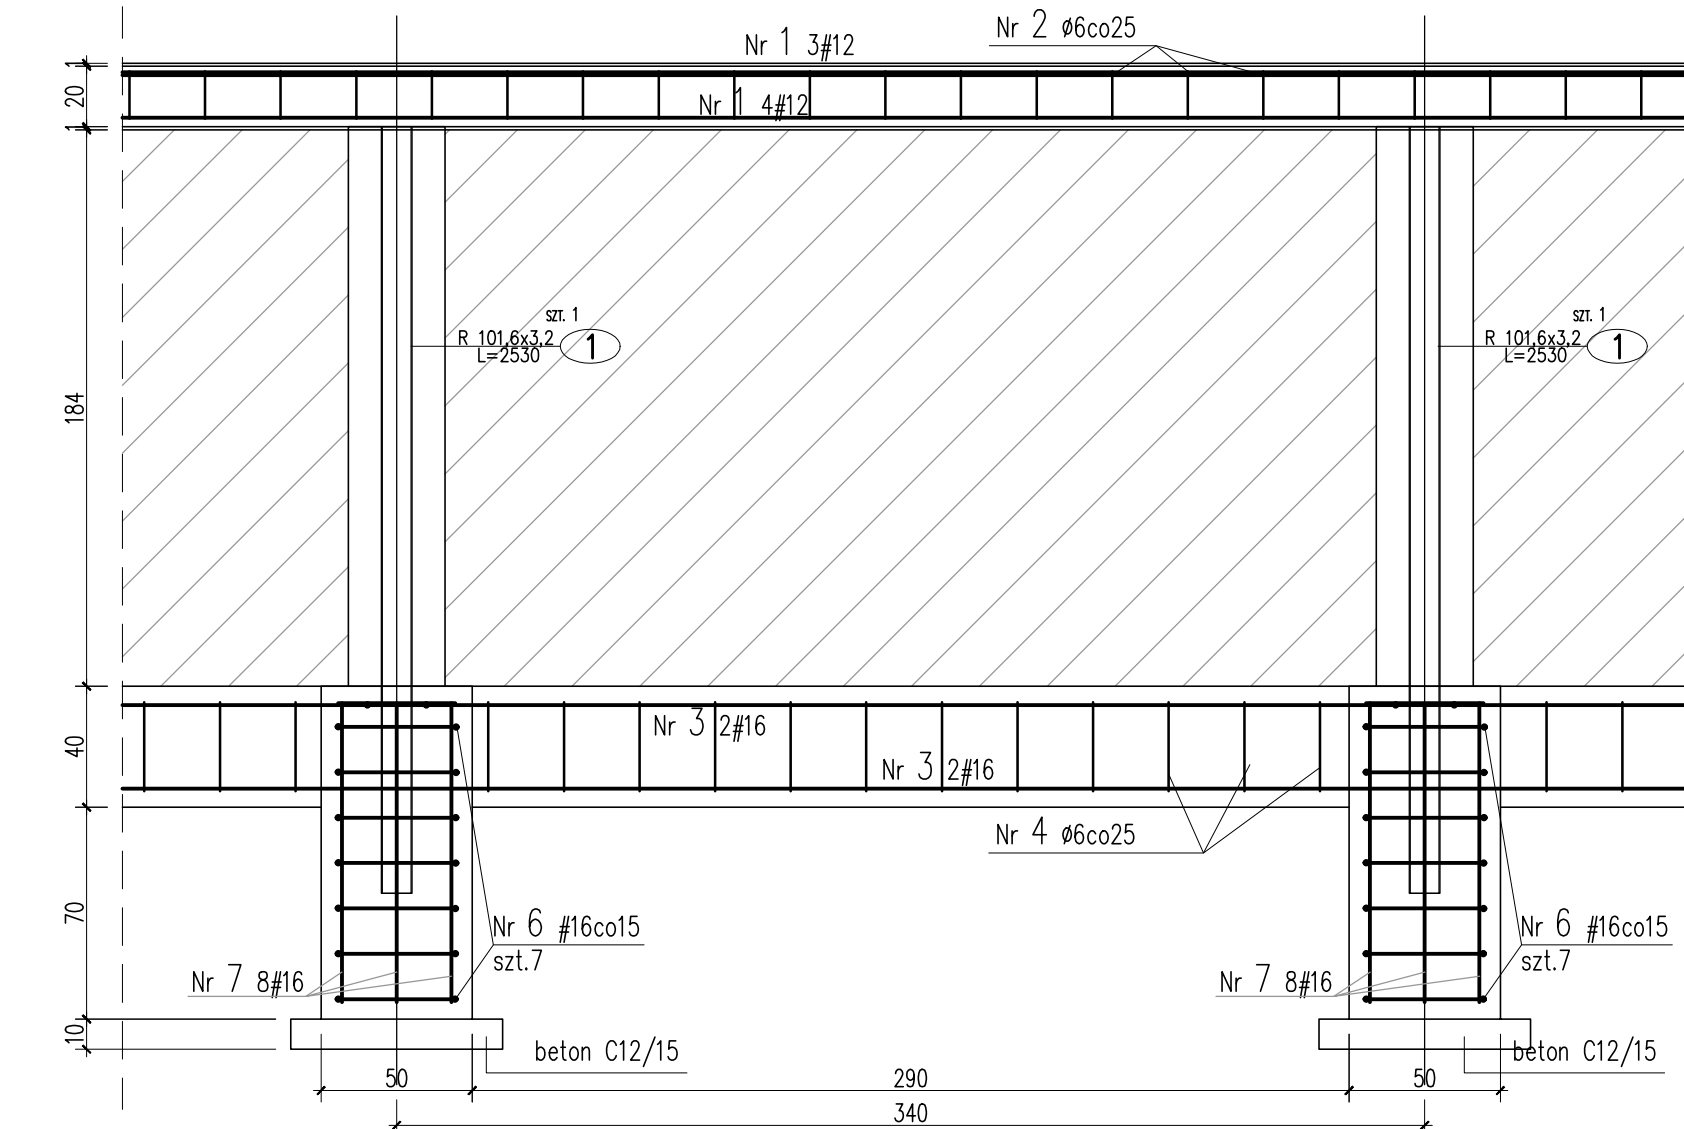 Nr 1 3#12
Nr 2 ø6co25
1
20
1
Nr 1 4#12
szt. 1
R 101,6x3,2
L=2530
1
szt. 1
R 101,6x3,2
L=2530
1
184
Nr 3 2#16
40
Nr 3 2#16
Nr 4 ø6co25
70
Nr 6 #16co15
szt.7
Nr 7 8#16
Nr 6 #16co15
szt.7
Nr 7 8#16
10
beton C12/15
beton C12/15
50
290
50
340